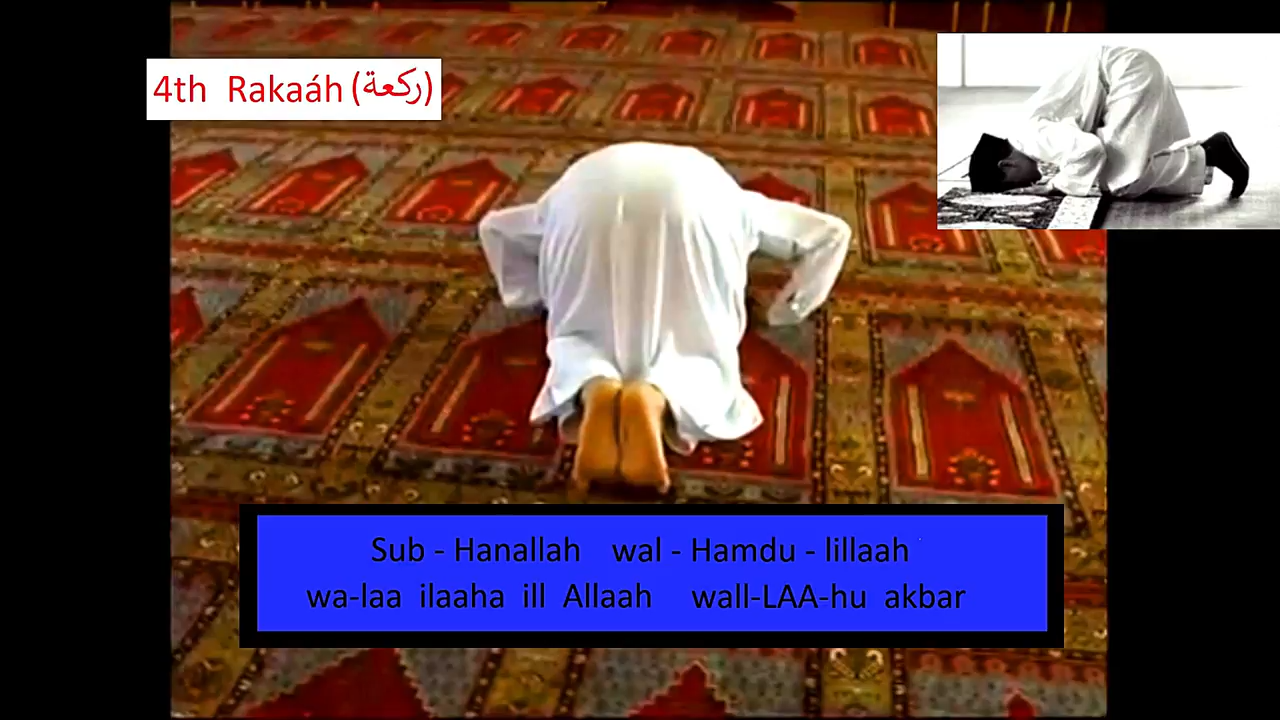 4th Rakaáh (ركعة)
Sub - Hanallah wal - Hamdu - lillaah
wa-laa ilaaha ill Allaah wall-LAA-hu akbar